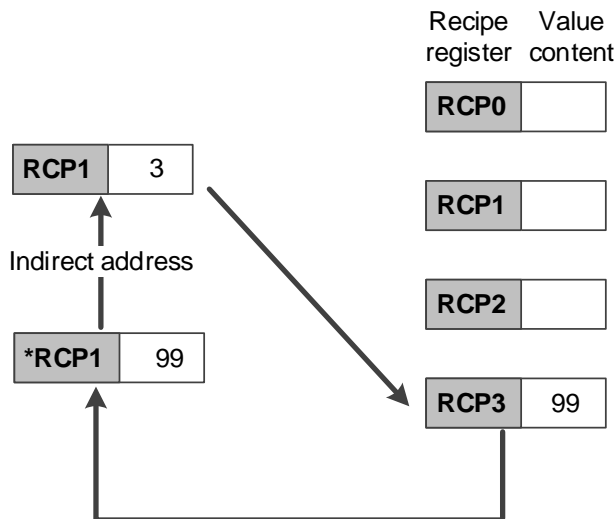 Recipe Value
register content
RCP0
RCP1 3
RCP1
Indirect address
RCP2
*RCP1 99
RCP3 99